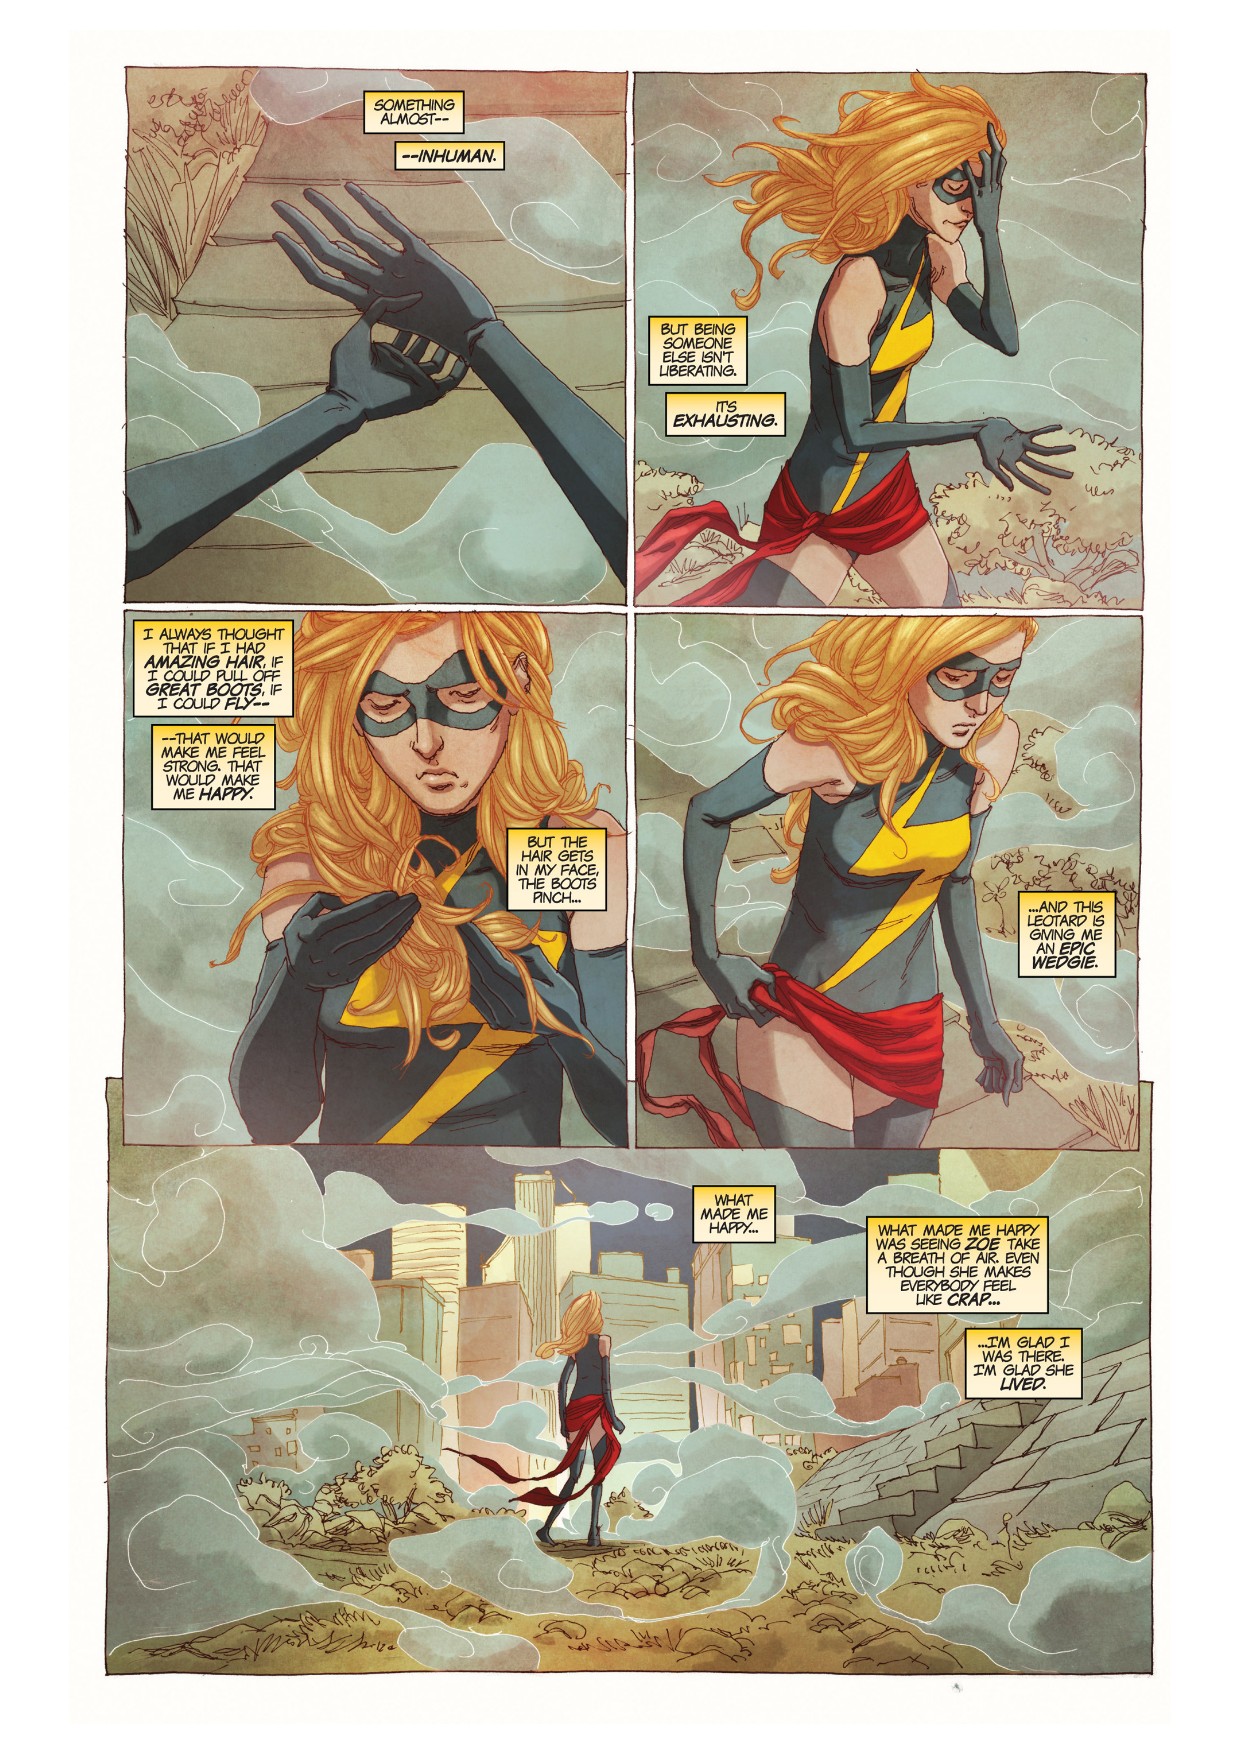 SOMETHING
ALMOST--
--INHUMAN.
BUT BEING
SOMEONE
ELSE ISN'T
LIBERATING.
IT'S
EXHAUSTING.
I ALWAYS THOUGHT
THAT IF I HAD
AMAZING HAIR, IF
I COULD PULL OFF
GREAT BOOTS, IF
I COULD FLY--
--THAT WOULD
MAKE ME FEEL
STRONG. THAT
WOULD MAKE
ME HAPPY.
BUT THE
HAIR GETS
IN MY FACE,
THE BOOTS
PINCH...
...AND THIS
LEOTARD IS
GIVING ME
AN EPIC
WEDGIE.
WHAT
MADE ME
HAPPY...
WHAT MADE ME HAPPY
WAS SEEING ZOE TAKE
A BREATH OF AIR. EVEN
THOUGH SHE MAKES
EVERYBODY FEEL
LIKE CRAP...
...I'M GLAD I
WAS THERE.
I'M GLAD SHE
LIVED.